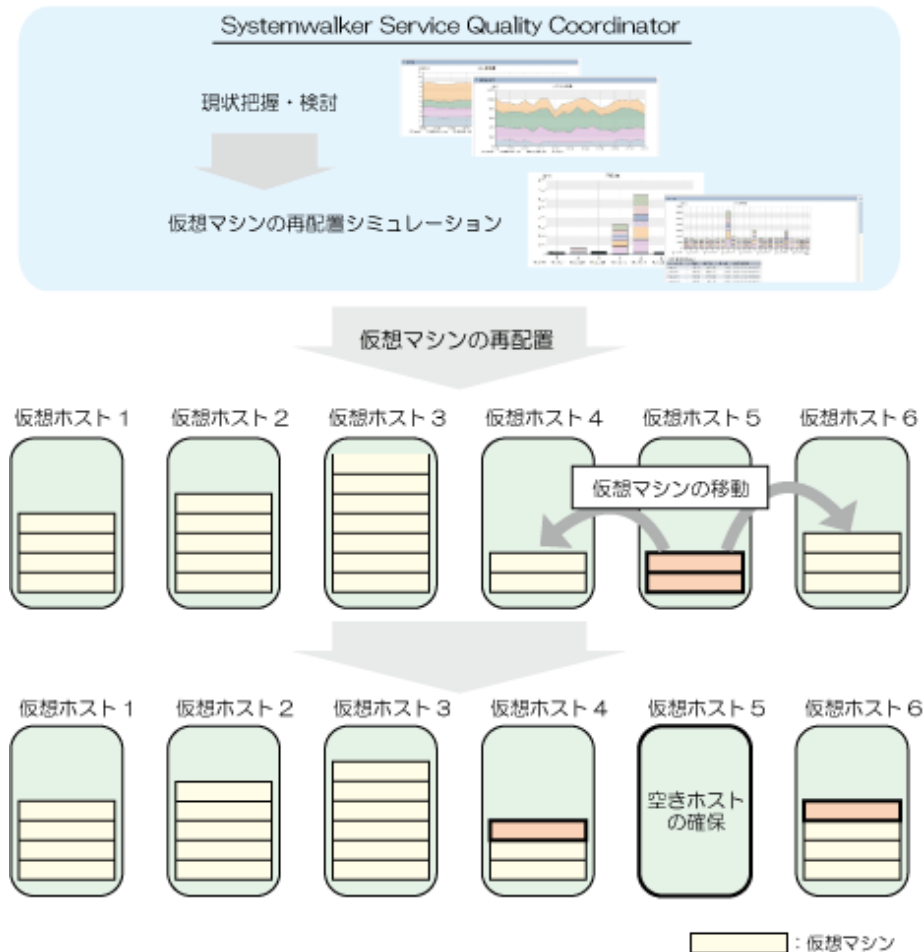 Systemwalker Service Quality Coordinator
現状把握・検討
仮想マシンの再配置シミュレーション
仮想マシンの再配置
仮想ホスト1
仮想ホスト2
仮想ホスト3
仮想ホスト4
仮想ホスト5
仮想ホスト6
仮想マシンの移動
仮想ホスト1
仮想ホスト2
仮想ホスト3
仮想ホスト4
仮想ホスト5
仮想ホスト6
空きホスト
の確保
:仮想マシン